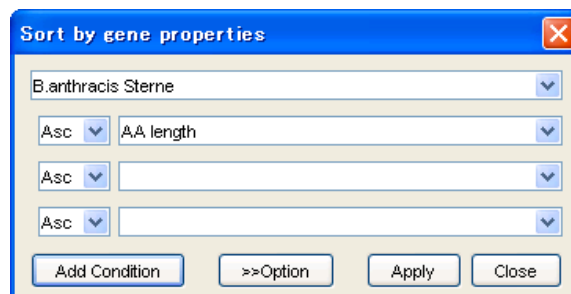 Sort by gene properties
B.anthracis Sterne
Asc AA length
Asc
Asc
Add Condition >>Option Apply Close